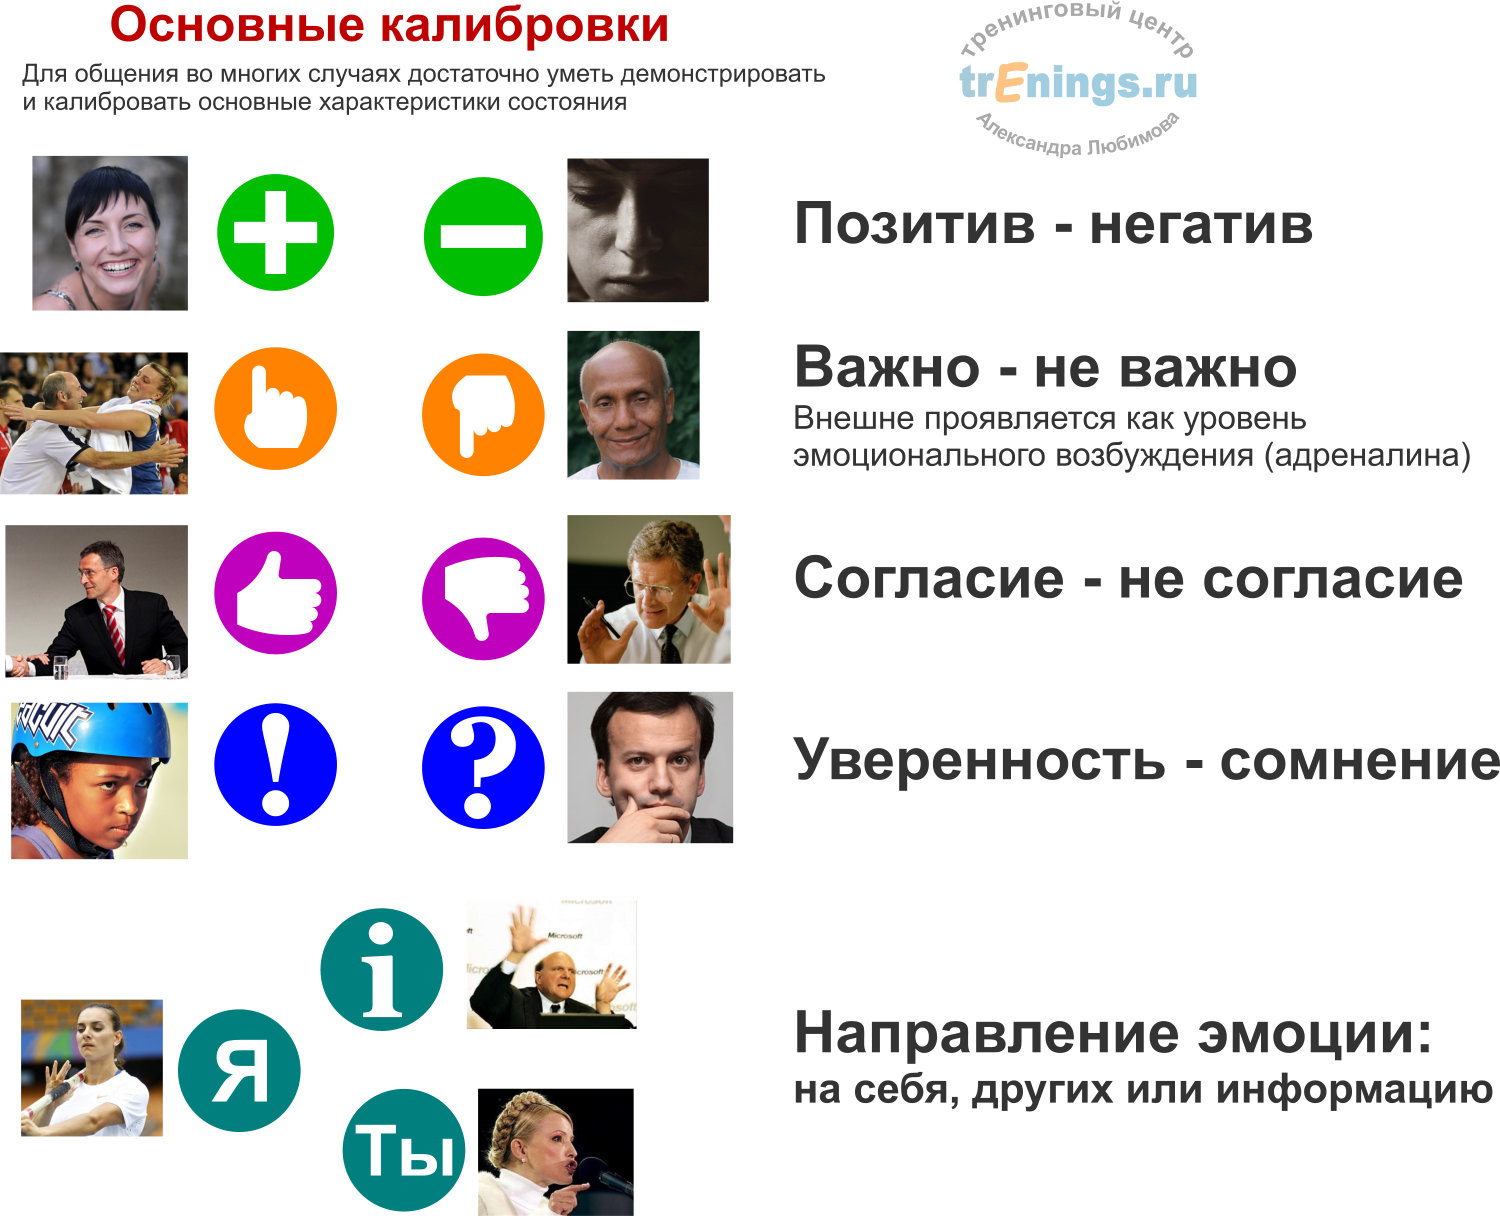 Основные калибровки
Для общения во многих случаях достаточно уметь демонстрировать
и калибровать основные характеристики состояния
тренинговый центр
trEnings.ru
Александра Любимова
Позитив - негатив
Важно - не важно
Внешне проявляется как уровень
эмоционального возбуждения (адреналина)
Согласие - не согласие
!
?
Уверенность - сомнение
i
Microsoft
Я
Ты
Направление эмоции:
на себя, других или информацию